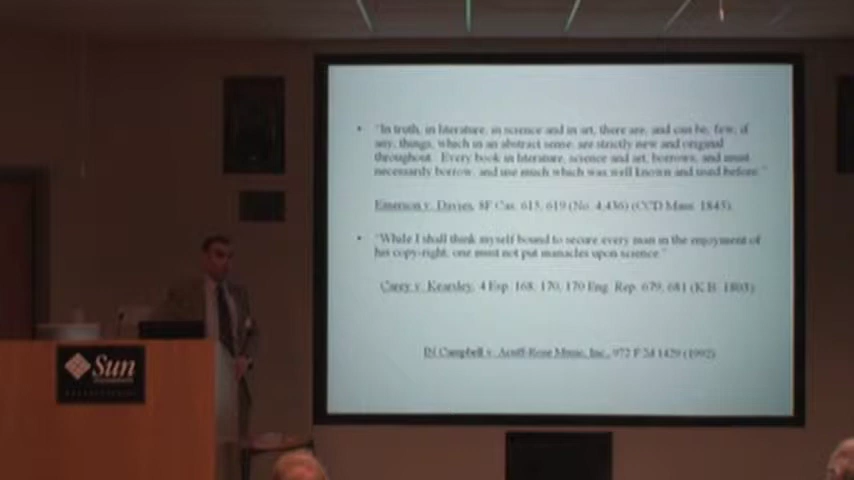 • "In truth, in literature, in science and in art, there are, and can be, few, if
any, things, which in an abstract sense, are strictly new and original
throughout. Every book in literature, science and art, borrows, and must
necessarily borrow, and use much which was well known and used before."
Emerson v. Davies, 8F Cas. 615, 619 (No. 4,436) (CCD Mass. 1845)
• "While I shall think myself bound to secure every man in the enjoyment of
his copy-right, one must not put manacles upon science."
Carey v. Kearsley, 4 Esp. 168, 170, 170 Eng. Rep. 679, 681 (K.B. 1803)
IN Campbell v. Acuff-Rose Music, Inc., 972 F.2d 1429 (1992)
Sun